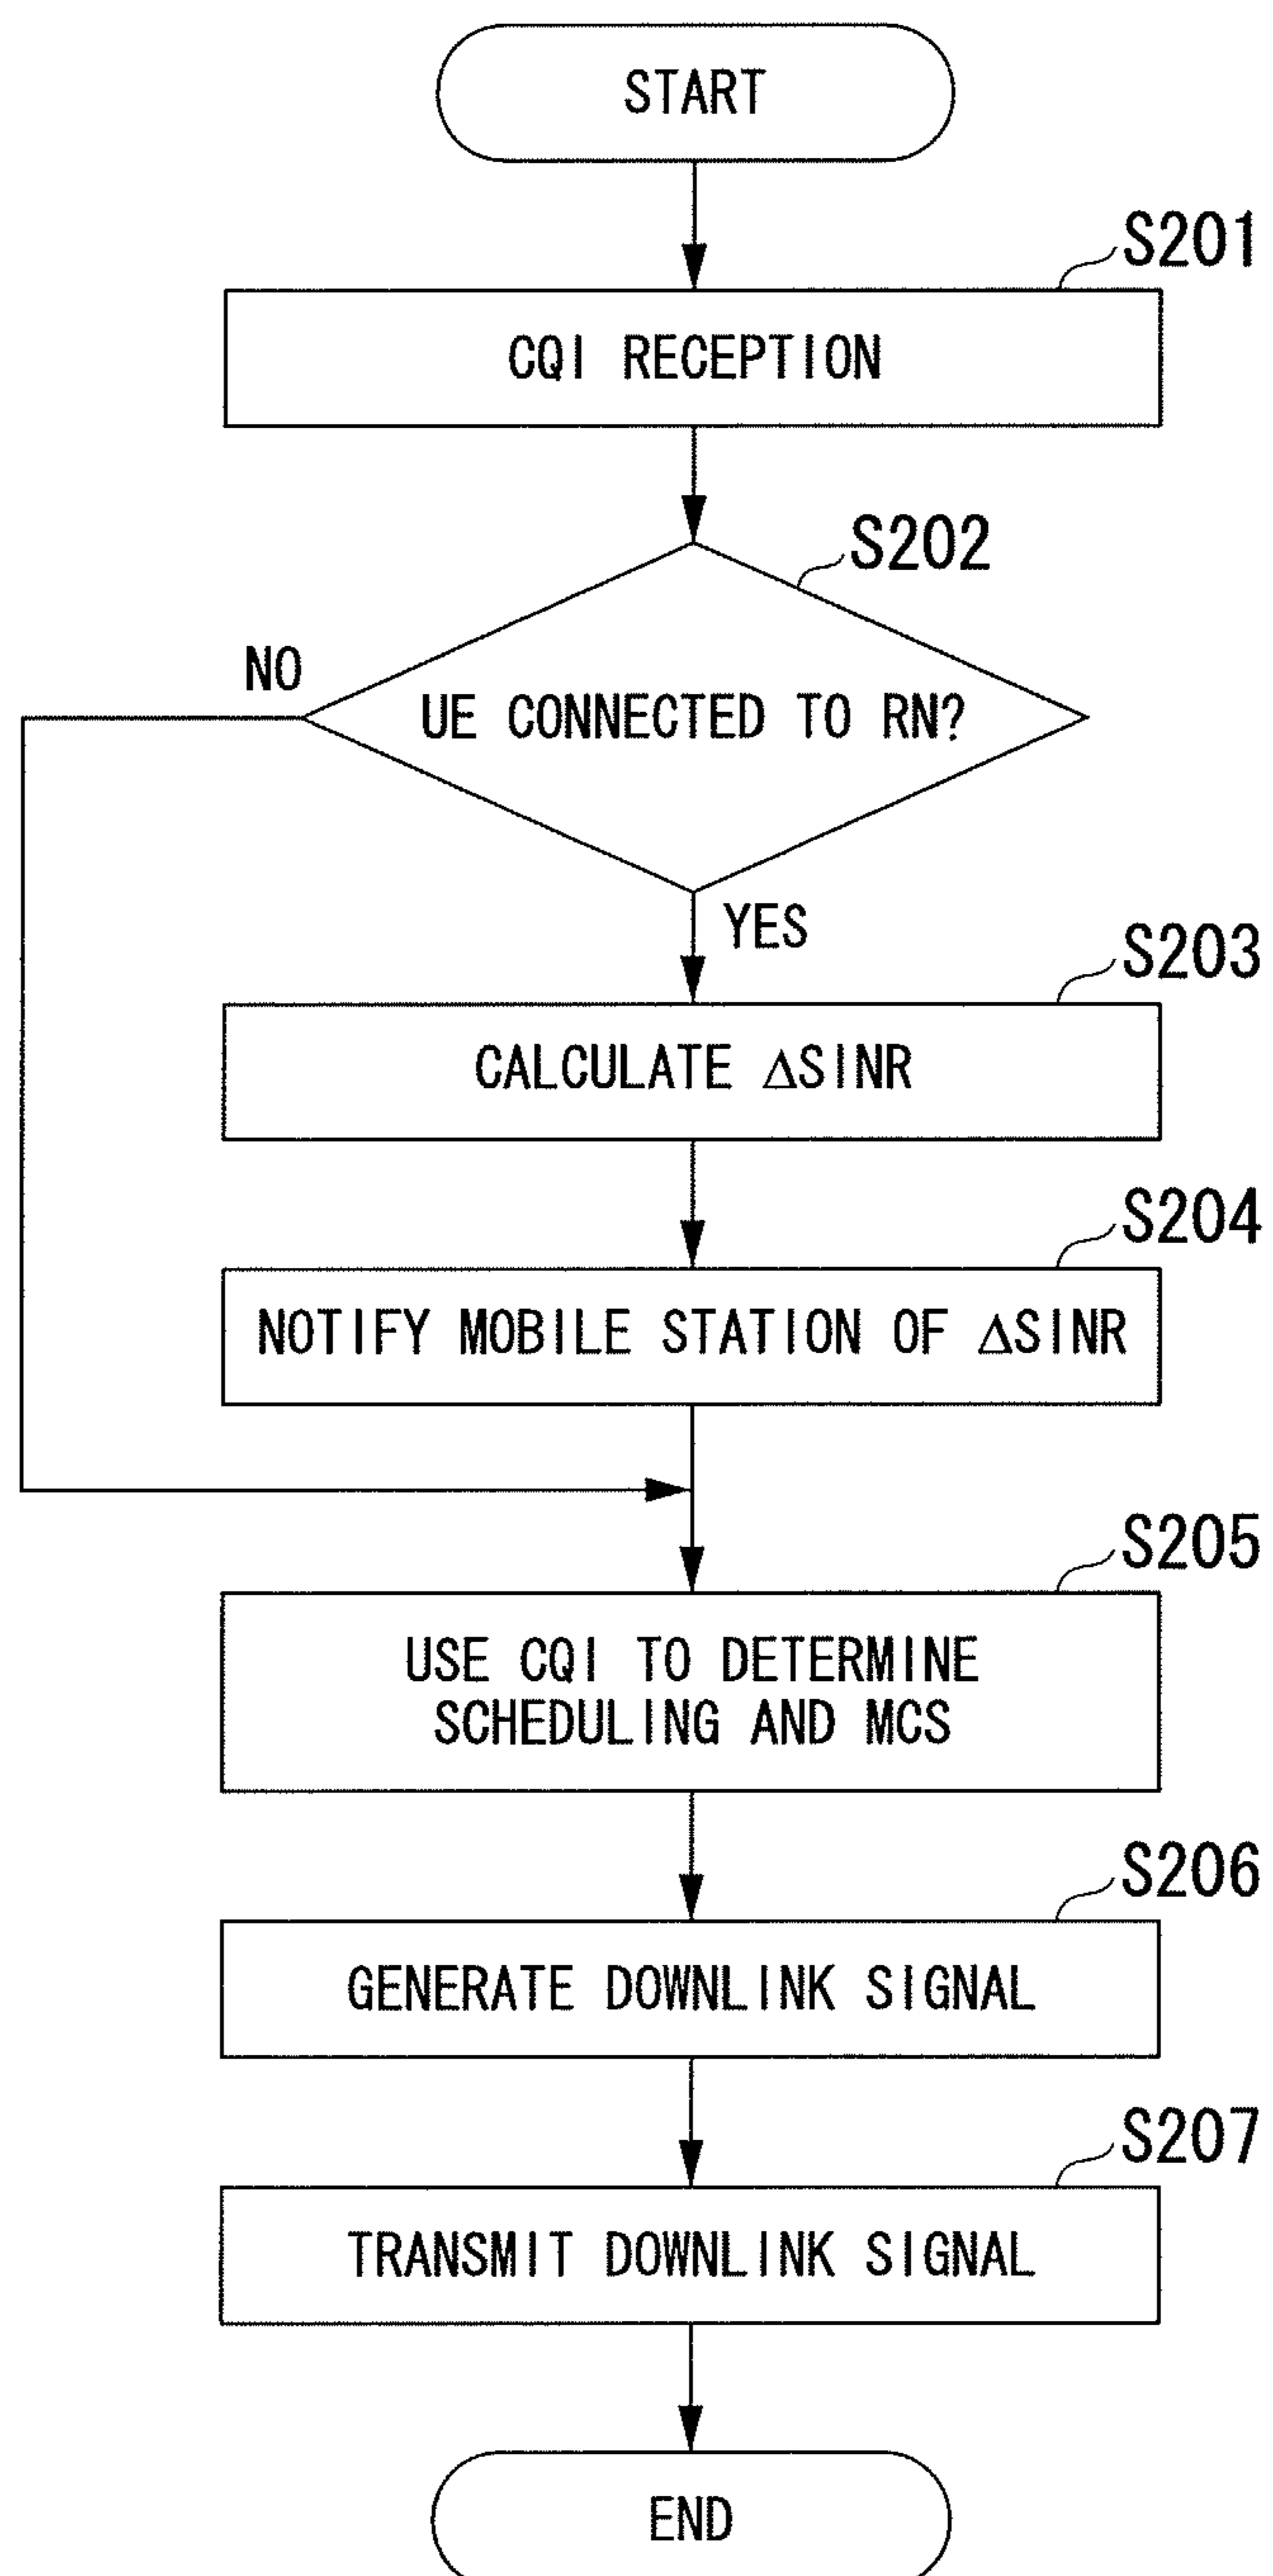 START
S201
CQI RECEPTION
S202
NO
UE CONNECTED TO RN?
YES
S203
CALCULATE ΔSINR
S204
NOTIFY MOBILE STATION OF ΔSINR
S205
USE CQI TO DETERMINE
SCHEDULING AND MCS
S206
GENERATE DOWNLINK SIGNAL
S207
TRANSMIT DOWNLINK SIGNAL
END